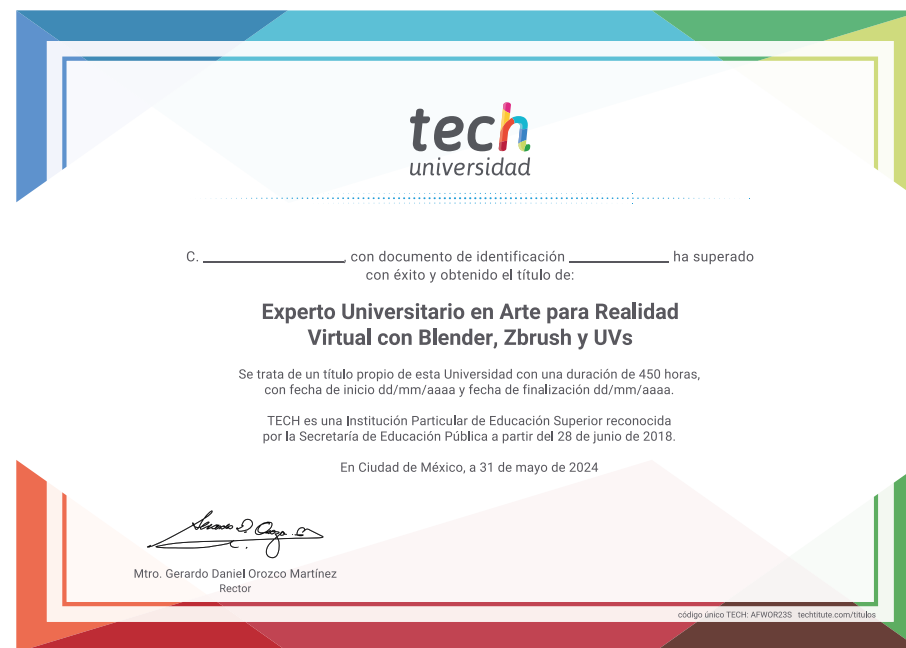 tech
universidad
C. ____________, con documento de identificación ____________ ha superado
con éxito y obtenido el título de:
Experto Universitario en Arte para Realidad
Virtual con Blender, Zbrush y UVs
Se trata de un título propio de esta Universidad con una duración de 450 horas,
con fecha de inicio dd/mm/aaaa y fecha de finalización dd/mm/aaaa.
TECH es una Institución Particular de Educación Superior reconocida
por la Secretaría de Educación Pública a partir del 28 de junio de 2018.
En Ciudad de México, a 31 de mayo de 2024
Mtro. Gerardo Daniel Orozco Martínez
Rector
código único TECH: AFWOR23S techtitute.com/titulos